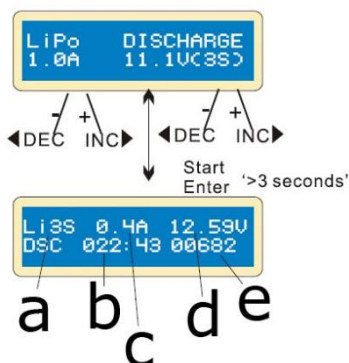 LiPo DISCHARGE
1.0A 11.1V(3S)
- + - +
◀DEC INC▶ ◀DEC INC▶
Start
Enter '>3 seconds'
Li3S 0.4A 12.59V
DSC 022:43 00682
a b c d e